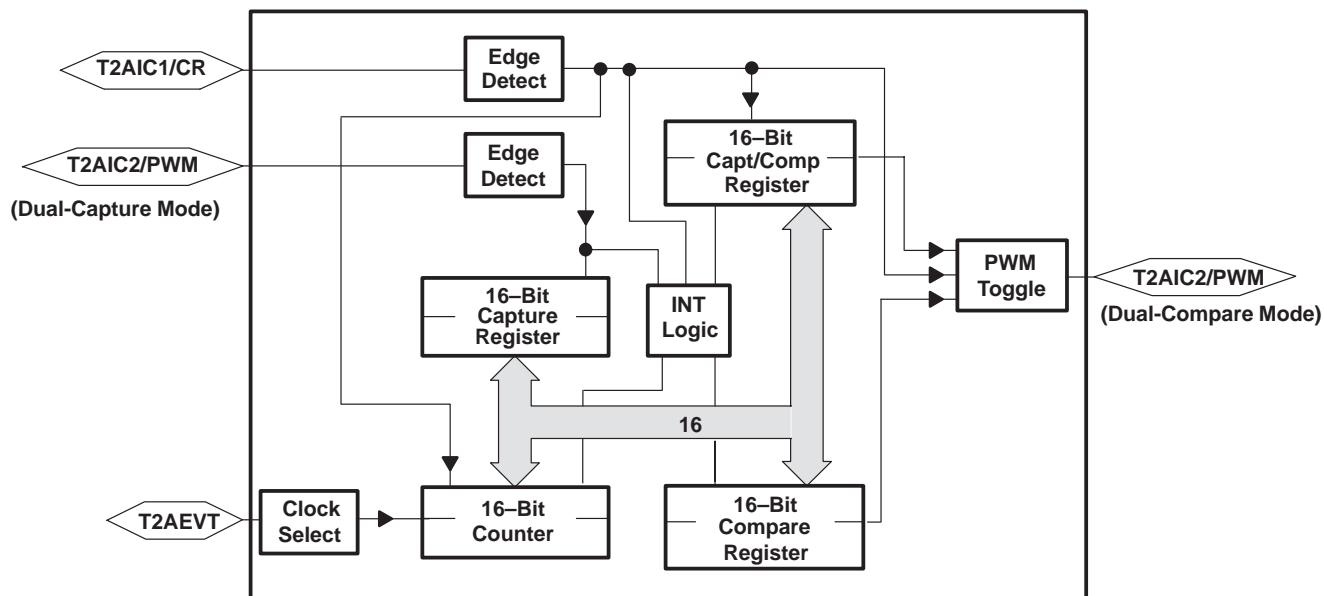 T2AIC1/CR
Edge
Detect
T2AIC2/PWM
(Dual-Capture Mode)
Edge
Detect
16–Bit
Capt/Comp
Register
16–Bit
Capture
Register
INT
Logic
PWM
Toggle
T2AIC2/PWM
(Dual-Compare Mode)
16
T2AEVT
Clock
Select
16–Bit
Counter
16–Bit
Compare
Register